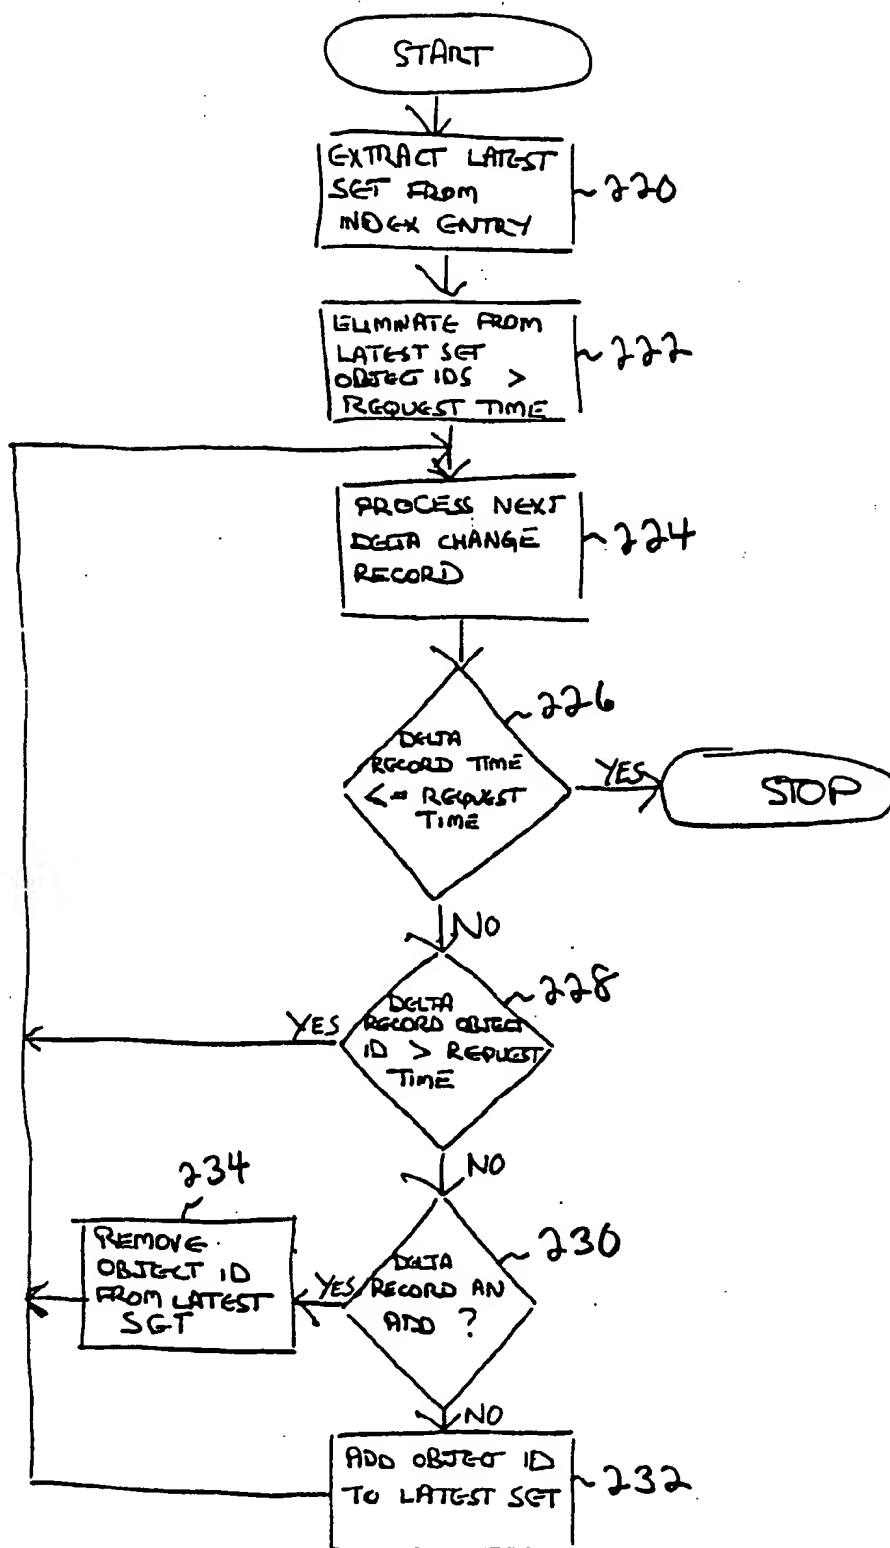 START
EXTRACT LATEST
SET FROM
INDEX ENTRY
220
ELIMINATE FROM
LATEST SET
OBJECT IDS >
REQUEST TIME
222
PROCESS NEXT
DELTA CHANGE
RECORD
224
226
DELTA
RECORD TIME
<= REQUEST
TIME
YES
STOP
NO
228
DELTA
RECORD OBJECT
ID > REQUEST
TIME
YES
NO
234
REMOVE
OBJECT ID
FROM LATEST
SET
230
DELTA
RECORD AN
ADD ?
YES
NO
ADD OBJECT ID
TO LATEST SET
232